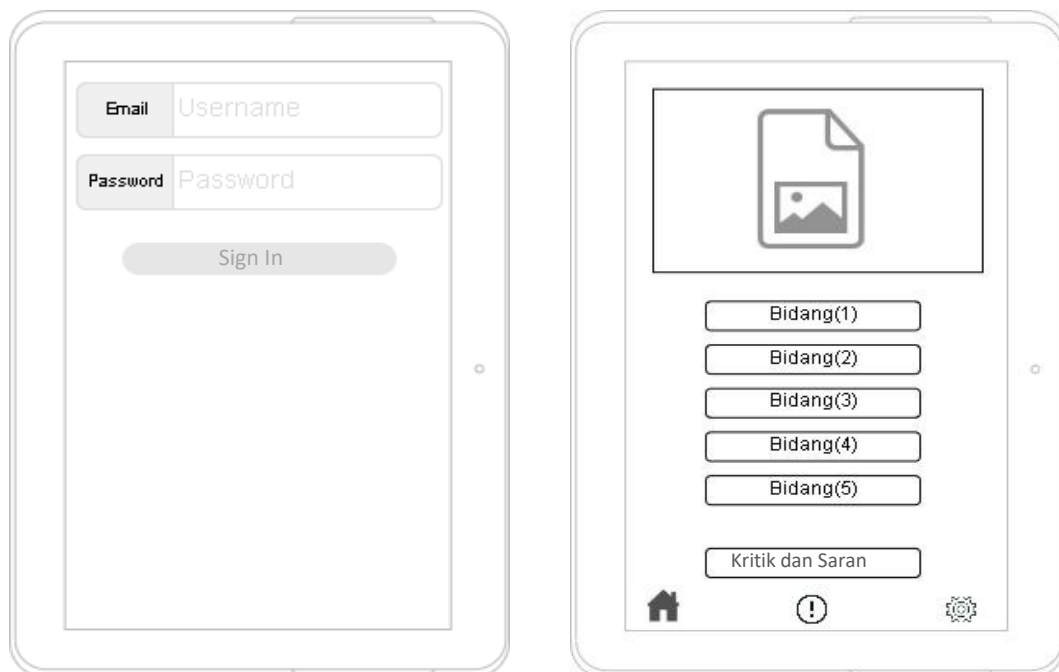 Email Username
Password Password
Sign In
Bidang(1)
Bidang(2)
Bidang(3)
Bidang(4)
Bidang(5)
Kritik dan Saran
!